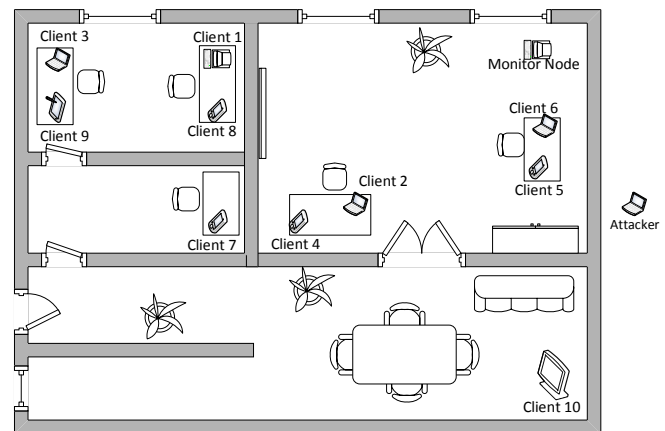 Client 3
Client 1
Monitor Node
Client 9
Client 8
Client 6
Client 2
Client 5
Client 7
Client 4
Attacker
Client 10